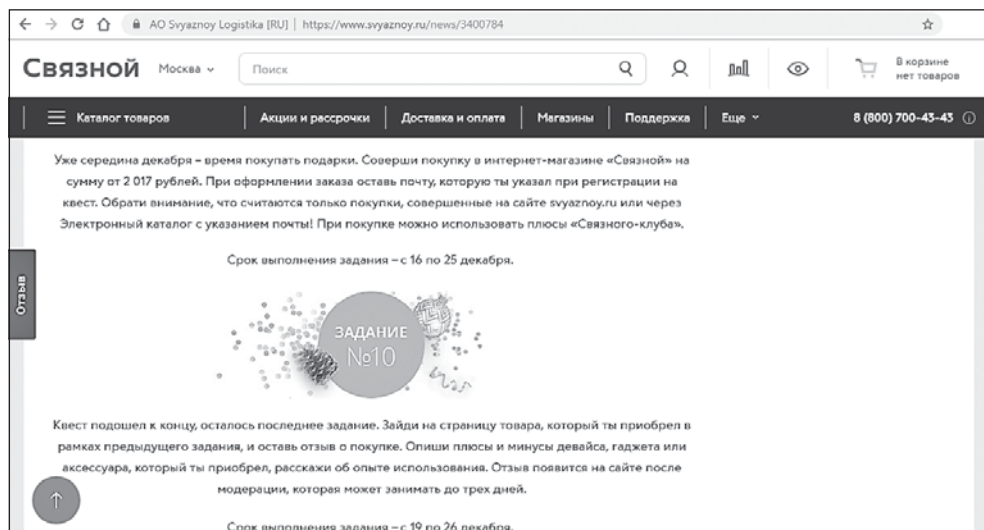 AO Svyaznoy Logistika [RU] | https://www.svyaznoy.ru/news/3400784
СВЯЗНОЙ Москва Поиск В корзине
нет товаров
Каталог товаров Акции и рассрочки Доставка и оплата Магазины Поддержка Еще 8 (800) 700-43-43
Уже середина декабря – время покупать подарки. Соверши покупку в интернет-магазине «Связной» на
сумму от 2 017 рублей. При оформлении заказа оставь почту, которую ты указал при регистрации на
квест. Обрати внимание, что считаются только покупки, совершенные на сайте svyaznoy.ru или через
Электронный каталог с указанием почты! При покупке можно использовать плюсы «Связного-клуба».
Срок выполнения задания – с 16 по 25 декабря.
Отзыв
ЗАДАНИЕ
№10
Квест подошел к концу, осталось последнее задание. Зайди на страницу товара, который ты приобрел в
рамках предыдущего задания, и оставь отзыв о покупке. Опиши плюсы и минусы девайса, гаджета или
аксессуара, который ты приобрел, расскажи об опыте использования. Отзыв появится на сайте после
модерации, которая может занимать до трех дней.
Срок выполнения задания – с 19 по 26 декабря.